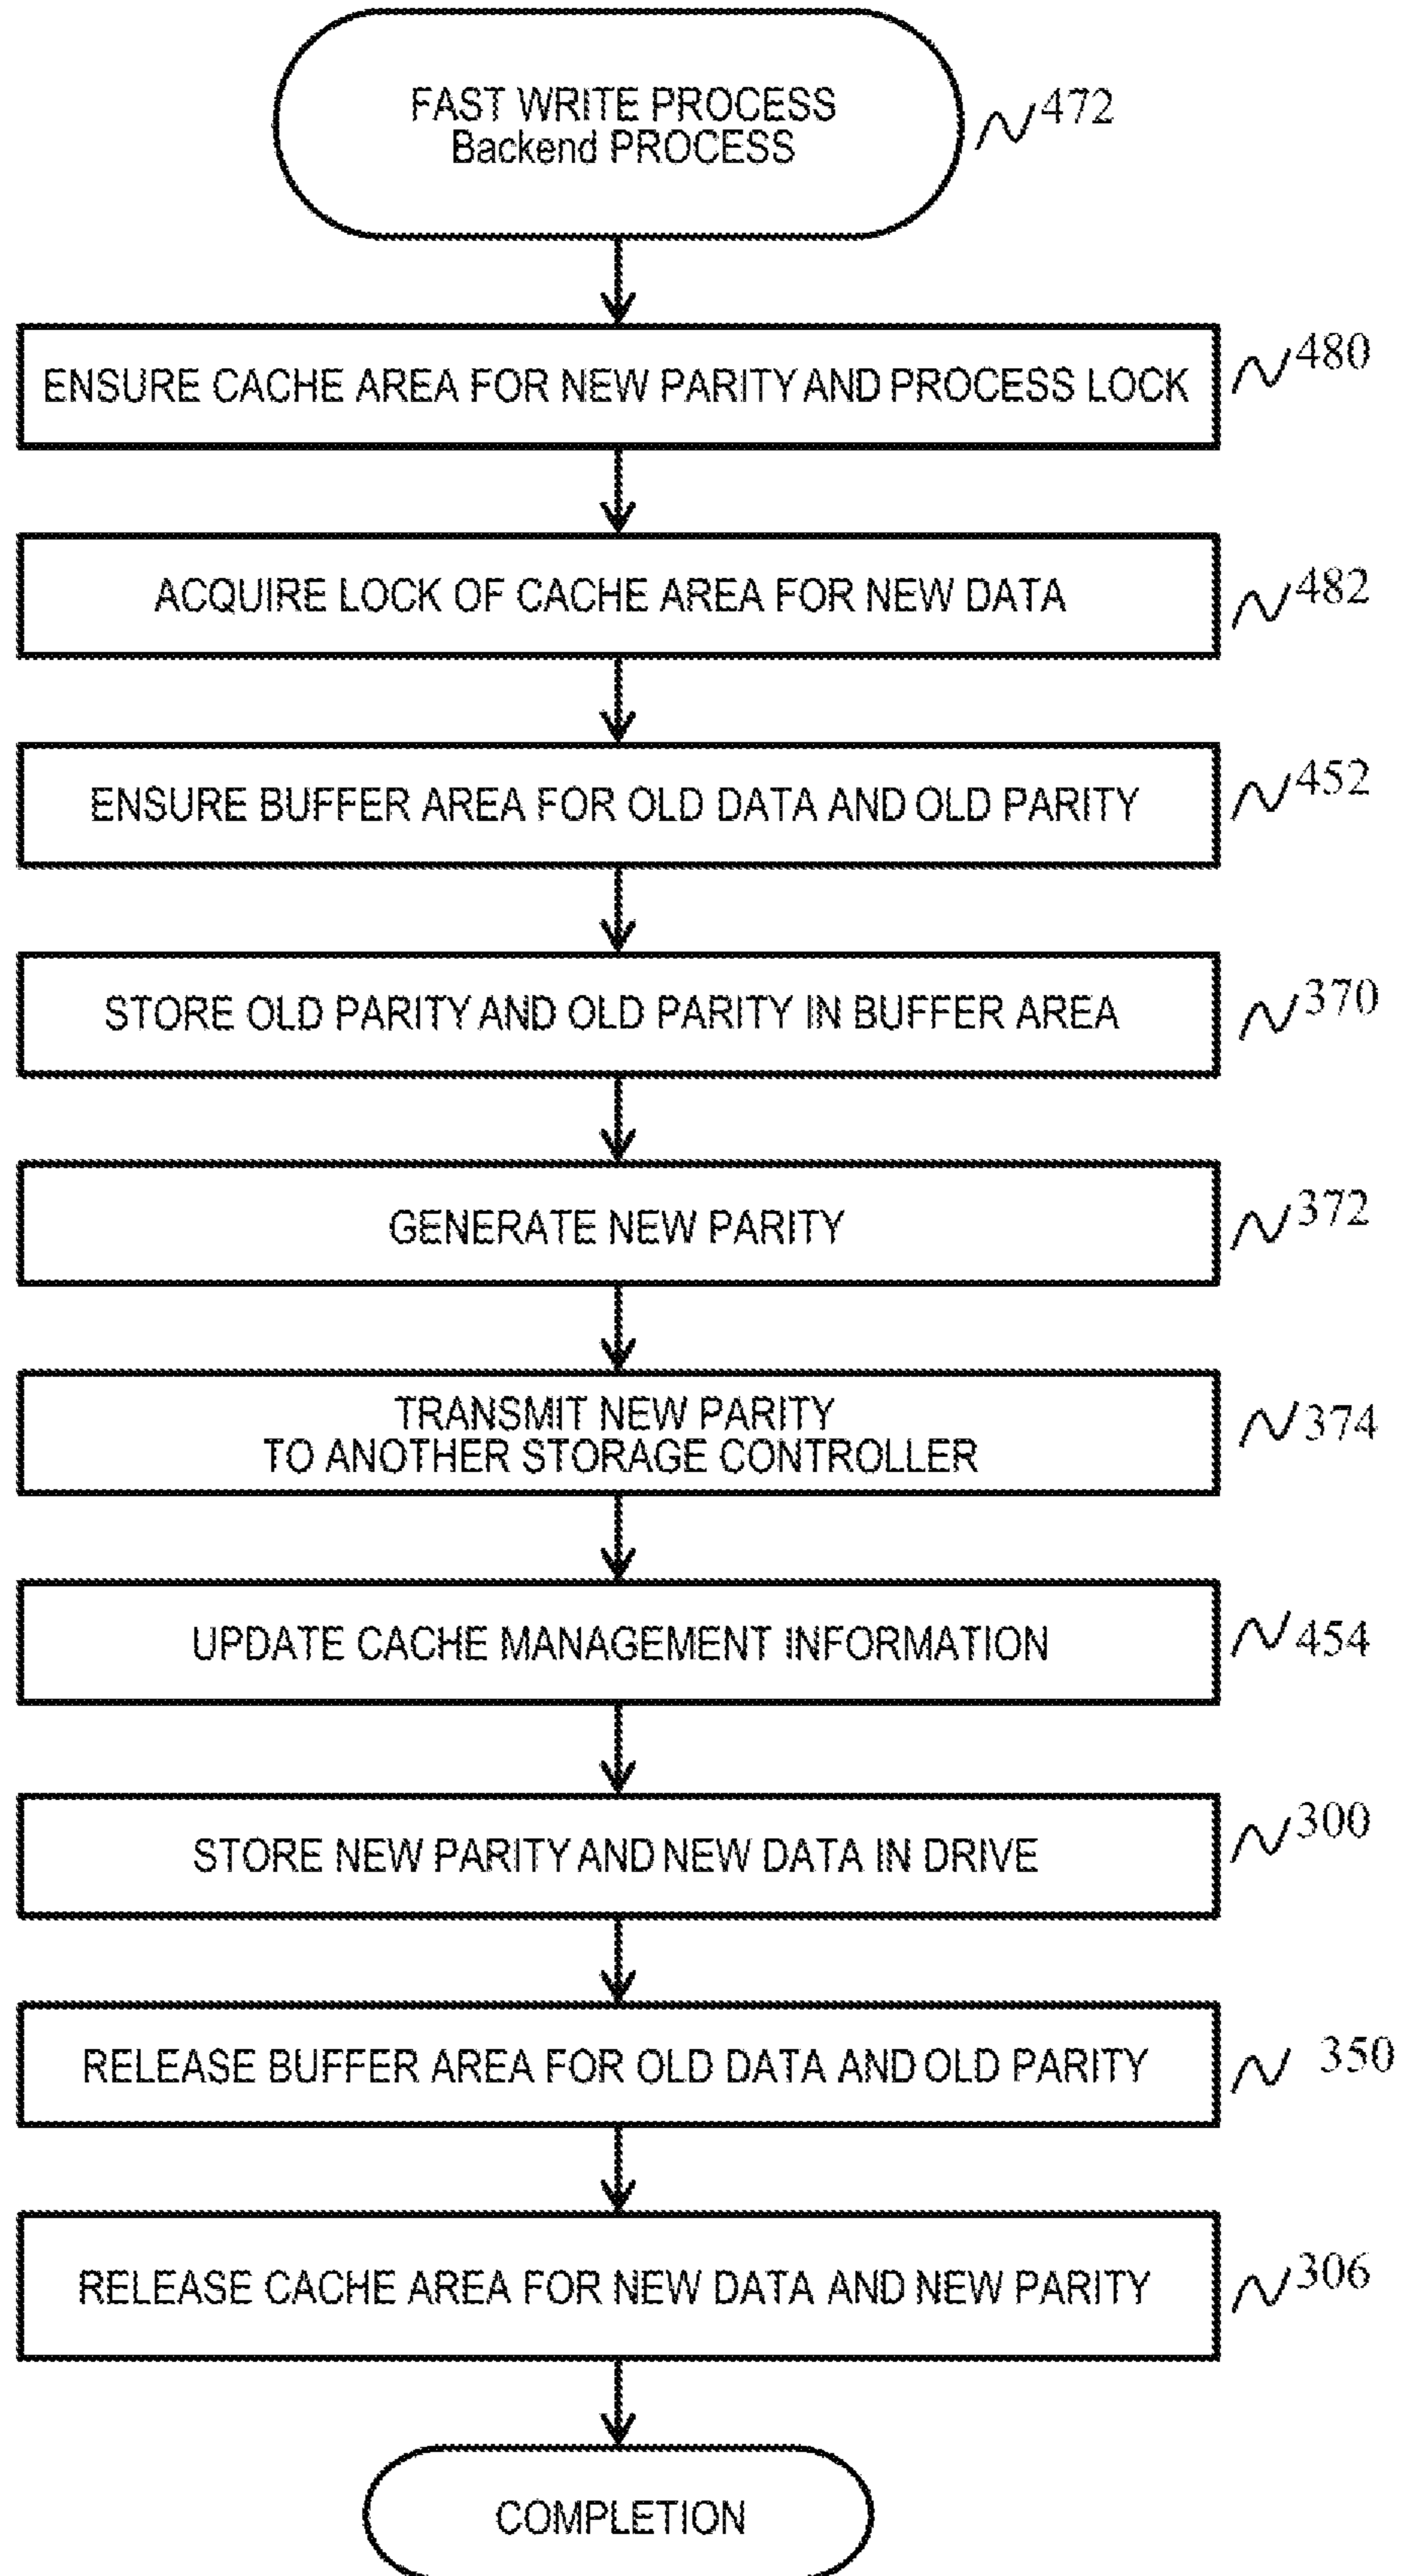 FAST WRITE PROCESS
Backend PROCESS
472
ENSURE CACHE AREA FOR NEW PARITY AND PROCESS LOCK
480
ACQUIRE LOCK OF CACHE AREA FOR NEW DATA
482
ENSURE BUFFER AREA FOR OLD DATA AND OLD PARITY
452
STORE OLD PARITY AND OLD PARITY IN BUFFER AREA
370
GENERATE NEW PARITY
372
TRANSMIT NEW PARITY
TO ANOTHER STORAGE CONTROLLER
374
UPDATE CACHE MANAGEMENT INFORMATION
454
STORE NEW PARITY AND NEW DATA IN DRIVE
300
RELEASE BUFFER AREA FOR OLD DATA AND OLD PARITY
350
RELEASE CACHE AREA FOR NEW DATA AND NEW PARITY
306
COMPLETION